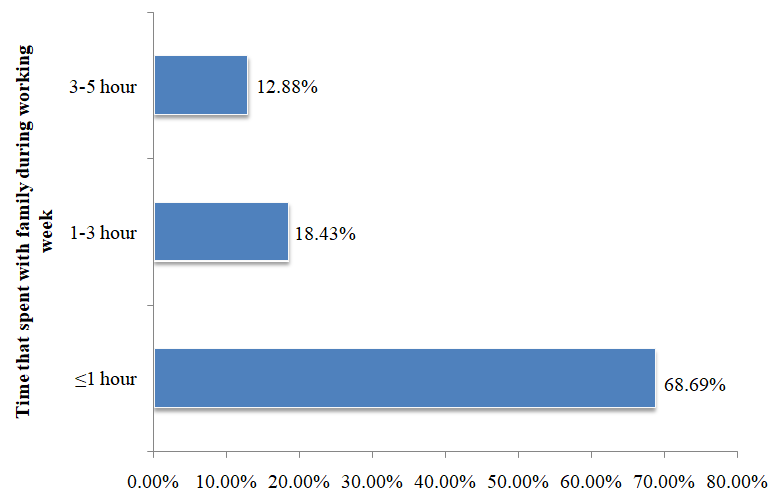 Time that spent with family during working
week
3-5 hour
12.88%
1-3 hour
18.43%
≤1 hour
68.69%
0.00% 10.00% 20.00% 30.00% 40.00% 50.00% 60.00% 70.00% 80.00%